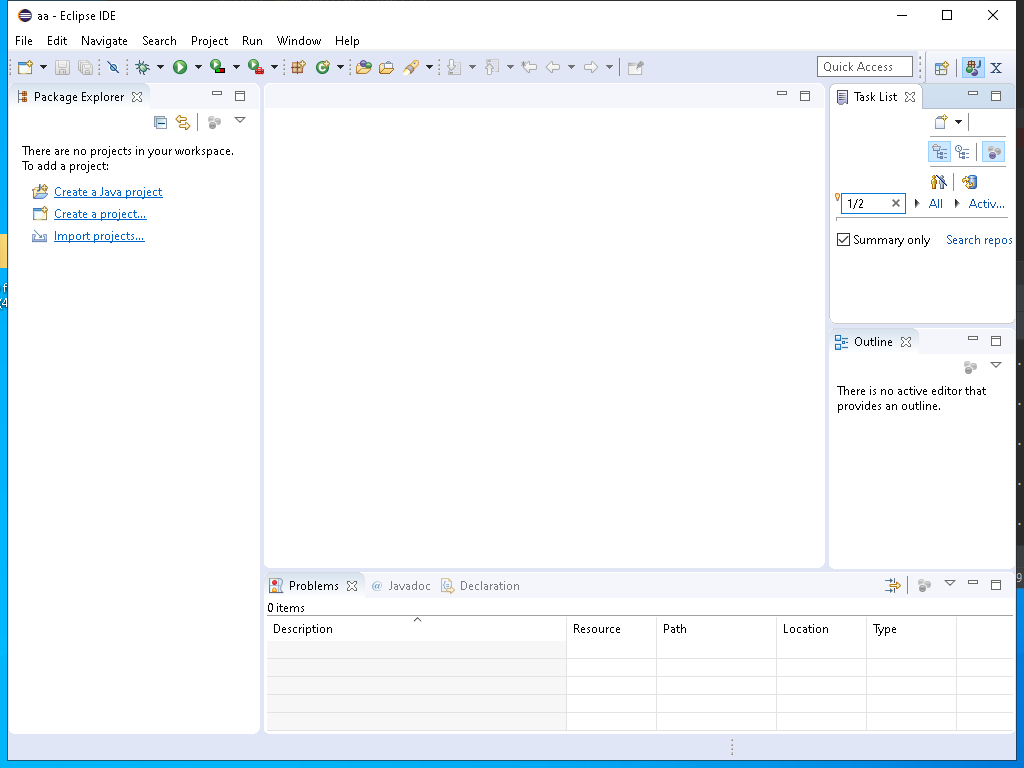 aa - Eclipse IDE
File Edit Navigate Search Project Run Window Help
Quick Access
Package Explorer
There are no projects in your workspace.
To add a project:
Create a Java project
Create a project...
Import projects...
Task List
1/2 All Activ...
Summary only Search repos
Outline
There is no active editor that
provides an outline.
Problems @ Javadoc Declaration
0 items
Description Resource Path Location Type